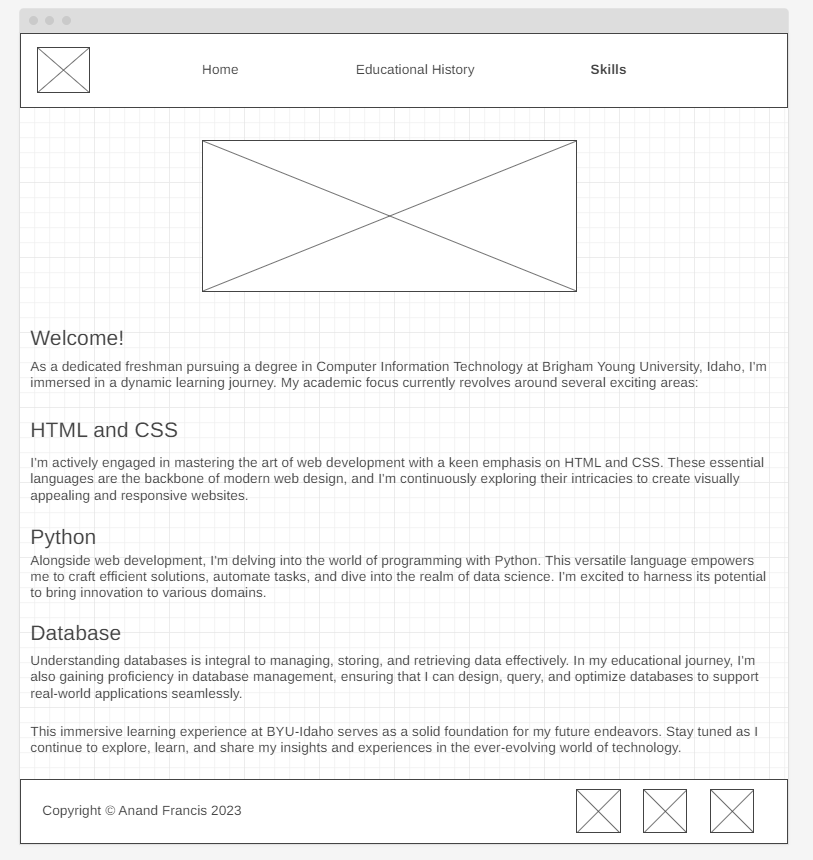 Home Educational History Skills
Welcome!
As a dedicated freshman pursuing a degree in Computer Information Technology at Brigham Young University, Idaho, I'm
immersed in a dynamic learning journey. My academic focus currently revolves around several exciting areas:
HTML and CSS
I'm actively engaged in mastering the art of web development with a keen emphasis on HTML and CSS. These essential
languages are the backbone of modern web design, and I'm continuously exploring their intricacies to create visually
appealing and responsive websites.
Python
Alongside web development, I'm delving into the world of programming with Python. This versatile language empowers
me to craft efficient solutions, automate tasks, and dive into the realm of data science. I'm excited to harness its potential
to bring innovation to various domains.
Database
Understanding databases is integral to managing, storing, and retrieving data effectively. In my educational journey, I'm
also gaining proficiency in database management, ensuring that I can design, query, and optimize databases to support
real-world applications seamlessly.
This immersive learning experience at BYU-Idaho serves as a solid foundation for my future endeavors. Stay tuned as I
continue to explore, learn, and share my insights and experiences in the ever-evolving world of technology.
Copyright © Anand Francis 2023